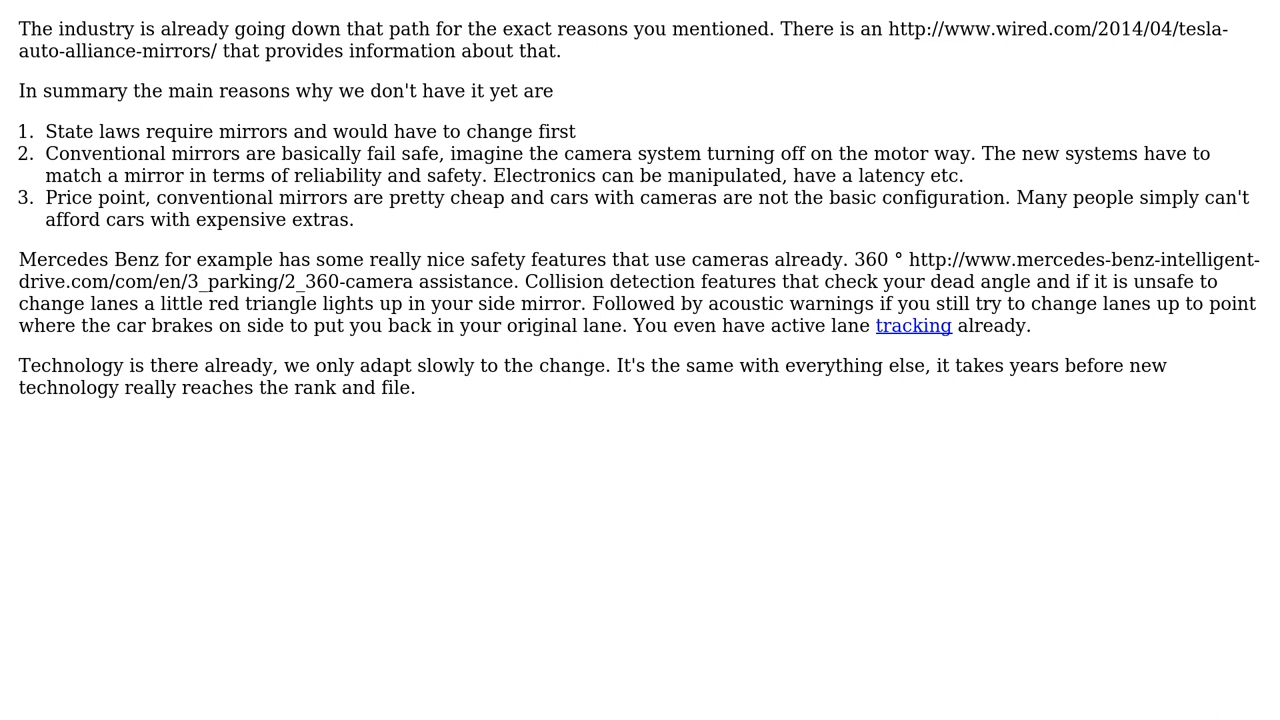 The industry is already going down that path for the exact reasons you mentioned. There is an http://www.wired.com/2014/04/tesla-
auto-alliance-mirrors/ that provides information about that.
In summary the main reasons why we don't have it yet are
1. State laws require mirrors and would have to change first
2. Conventional mirrors are basically fail safe, imagine the camera system turning off on the motor way. The new systems have to
match a mirror in terms of reliability and safety. Electronics can be manipulated, have a latency etc.
3. Price point, conventional mirrors are pretty cheap and cars with cameras are not the basic configuration. Many people simply can't
afford cars with expensive extras.
Mercedes Benz for example has some really nice safety features that use cameras already. 360 ° http://www.mercedes-benz-intelligent-
drive.com/com/en/3_parking/2_360-camera assistance. Collision detection features that check your dead angle and if it is unsafe to
change lanes a little red triangle lights up in your side mirror. Followed by acoustic warnings if you still try to change lanes up to point
where the car brakes on side to put you back in your original lane. You even have active lane tracking already.
Technology is there already, we only adapt slowly to the change. It's the same with everything else, it takes years before new
technology really reaches the rank and file.